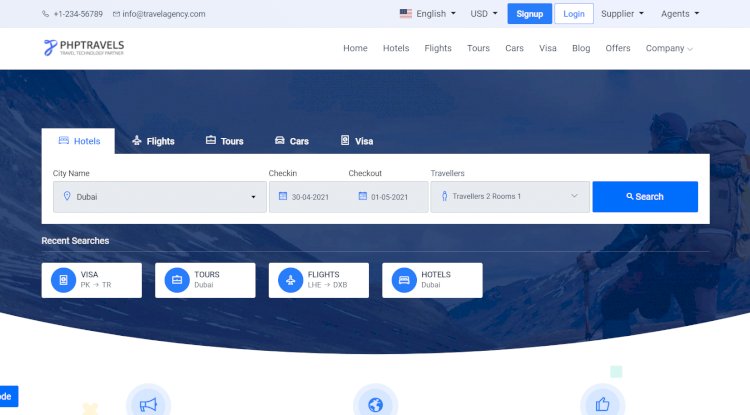 +1-234-56789 info@travelagency.com English USD Signup Login Supplier Agents
PHPTRAVELS
TRAVEL TECHNOLOGY PARTNER
Home Hotels Flights Tours Cars Visa Blog Offers Company
Hotels Flights Tours Cars Visa
City Name Checkin Checkout Travellers
Dubai 30-04-2021 01-05-2021 Travellers 2 Rooms 1 Search
Recent Searches
VISA TOURS FLIGHTS HOTELS
PK → TR Dubai LHE → DXB Dubai